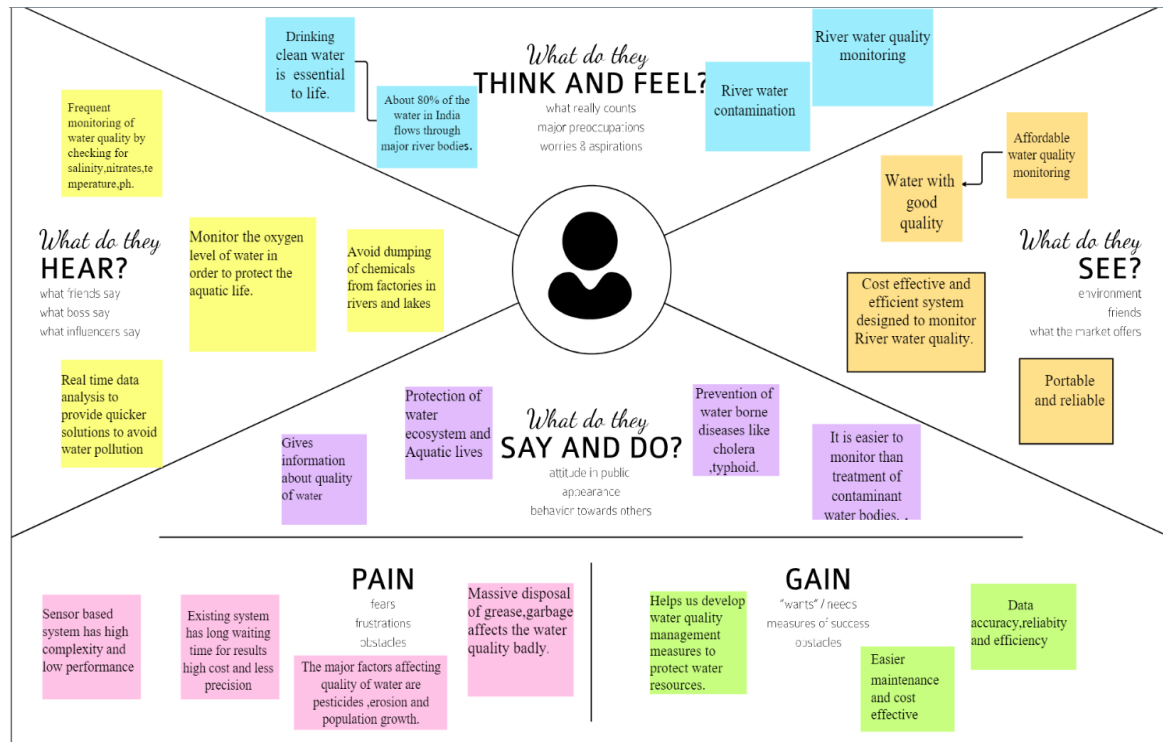 What do they
THINK AND FEEL?
what really counts
major preoccupations
worries & aspirations
Drinking
clean water
is essential
to life.
About 80% of the
water in India
flows through
major river bodies.
River water
contamination
River water quality
monitoring
What do they
HEAR?
what friends say
what boss say
what influencers say
Frequent
monitoring of
water quality by
checking for
salinity,nitrates,te
mperature,ph.
Monitor the oxygen
level of water in
order to protect the
aquatic life.
Avoid dumping
of chemicals
from factories in
rivers and lakes
Real time data
analysis to
provide quicker
solutions to avoid
water pollution
What do they
SEE?
environment
friends
what the market offers
Affordable
water quality
monitoring
Water with
good
quality
Cost effective and
efficient system
designed to monitor
River water quality.
Portable
and reliable
What do they
SAY AND DO?
attitude in public
appearance
behavior towards others
Gives
information
about quality
of water
Protection of
water
ecosystem and
Aquatic lives
Prevention of
water borne
diseases like
cholera
,typhoid.
It is easier to
monitor than
treatment of
contaminant
water bodies. .
PAIN
fears
frustrations
obstacles
Sensor based
system has high
complexity and
low performance
Existing system
has long waiting
time for results
high cost and less
precision
The major factors affecting
quality of water are
pesticides ,erosion and
population growth.
Massive disposal
of grease,garbage
affects the water
quality badly.
GAIN
"wants" / needs
measures of success
obstacles
Helps us develop
water quality
management
measures to
protect water
resources.
Easier
maintenance
and cost
effective
Data
accuracy,reliabity
and efficiency